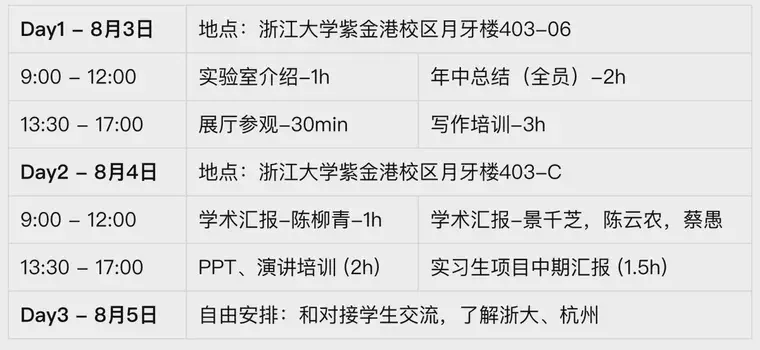 Day1 – 8月3日 地点：浙江大学紫金港校区月牙楼403–06
9:00 – 12:00 实验室介绍–1h 年中总结（全员）–2h
13:30 – 17:00 展厅参观–30min 写作培训–3h
Day2 – 8月4日 地点：浙江大学紫金港校区月牙楼403–C
9:00 – 12:00 学术汇报–陈柳青–1h 学术汇报–景千芝，陈云农，蔡愚
13:30 – 17:00 PPT、演讲培训 (2h) 实习生项目中期汇报 (1.5h)
Day3 – 8月5日 自由安排：和对接学生交流，了解浙大、杭州